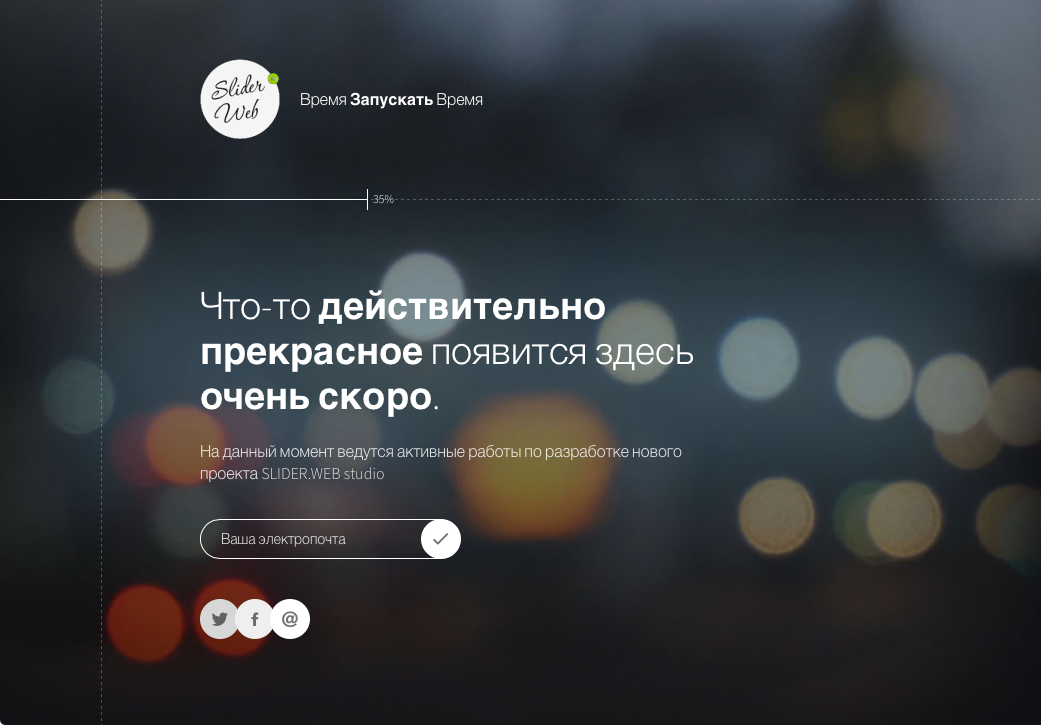 Slider
Web
Время Запускать Время
35%
Что-то действительно
прекрасное появится здесь
очень скоро.
На данный момент ведутся активные работы по разработке нового
проекта SLIDER.WEB studio
Ваша электропочта